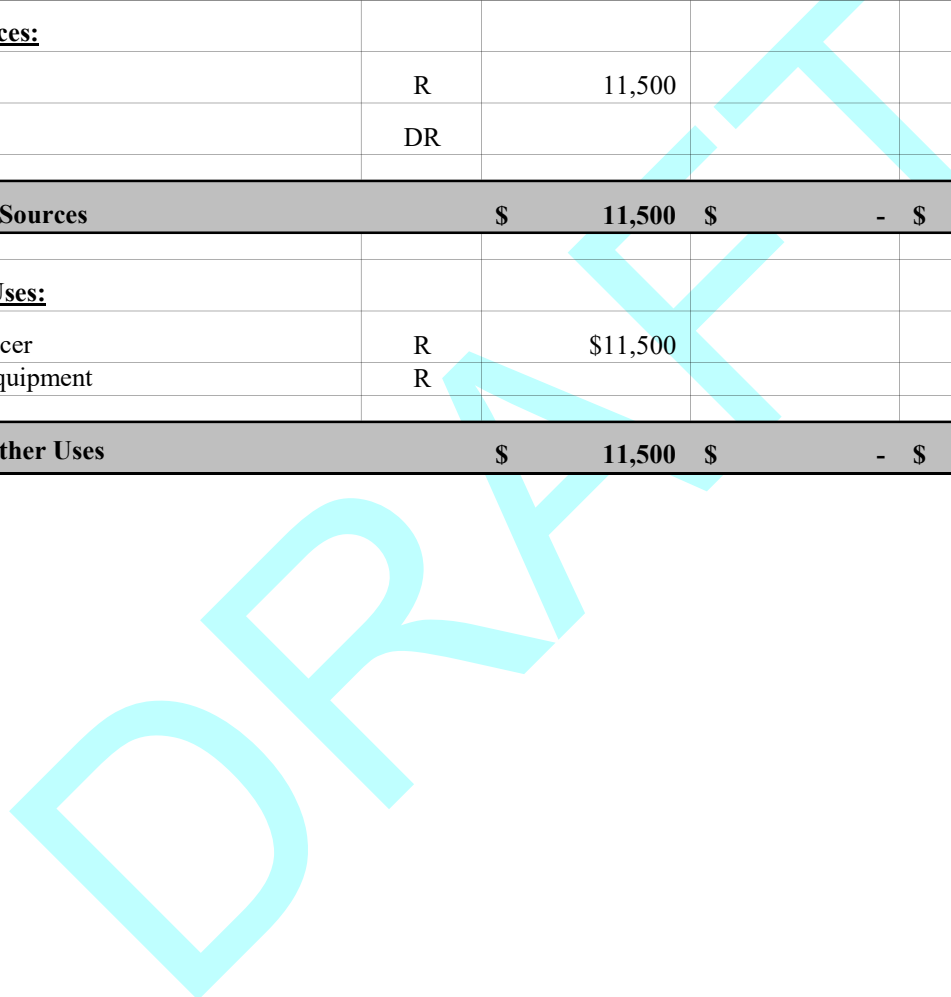 ces:
R 11,500
DR
Sources $ 11,500 $ - $
Uses:
cer R $11,500
quipment R
ther Uses $ 11,500 $ - $
DRAFT